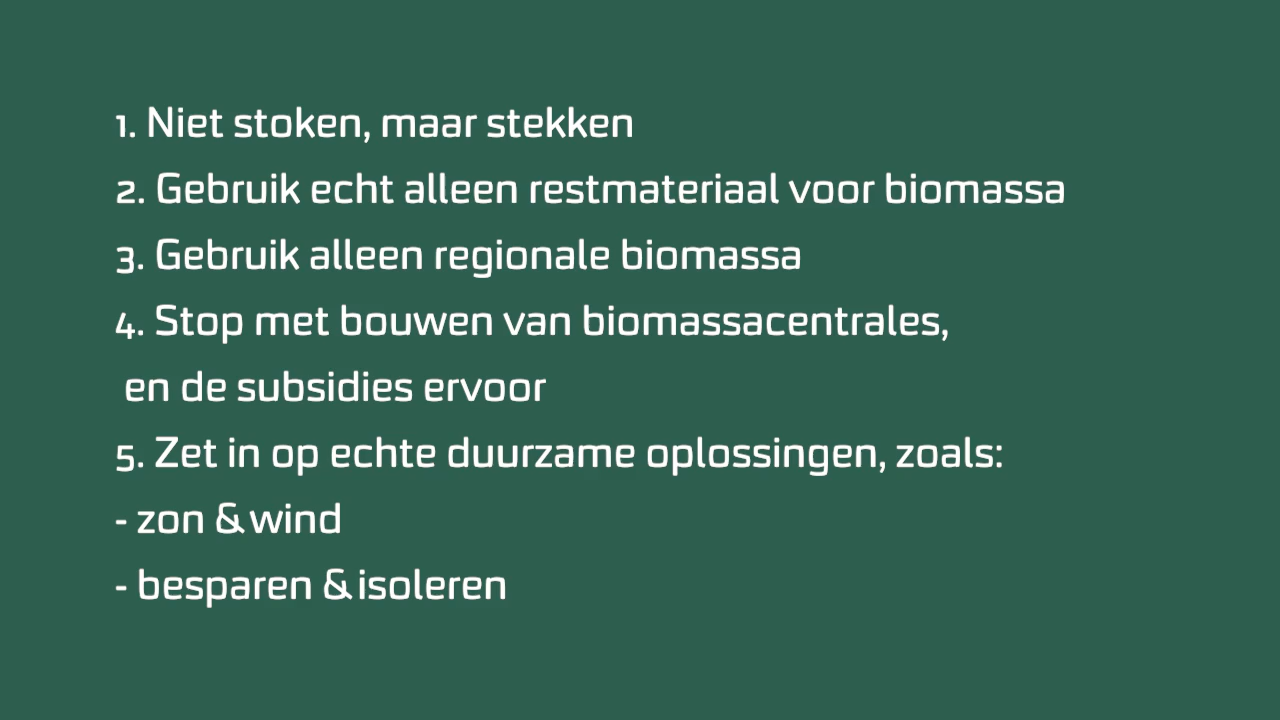 1. Niet stoken, maar stekken
2. Gebruik echt alleen restmateriaal voor biomassa
3. Gebruik alleen regionale biomassa
4. Stop met bouwen van biomassacentrales,
en de subsidies ervoor
5. Zet in op echte duurzame oplossingen, zoals:
- zon & wind
- besparen & isoleren